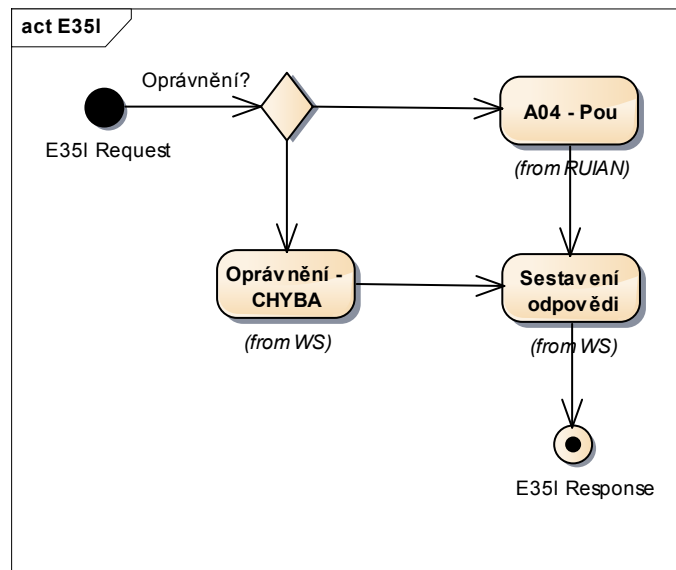 act E35I
Oprávnění?
E35I Request
A04 - Pou
(from RUIAN)
Oprávnění -
CHYBA
(from WS)
Sestavení
odpovědi
(from WS)
E35I Response